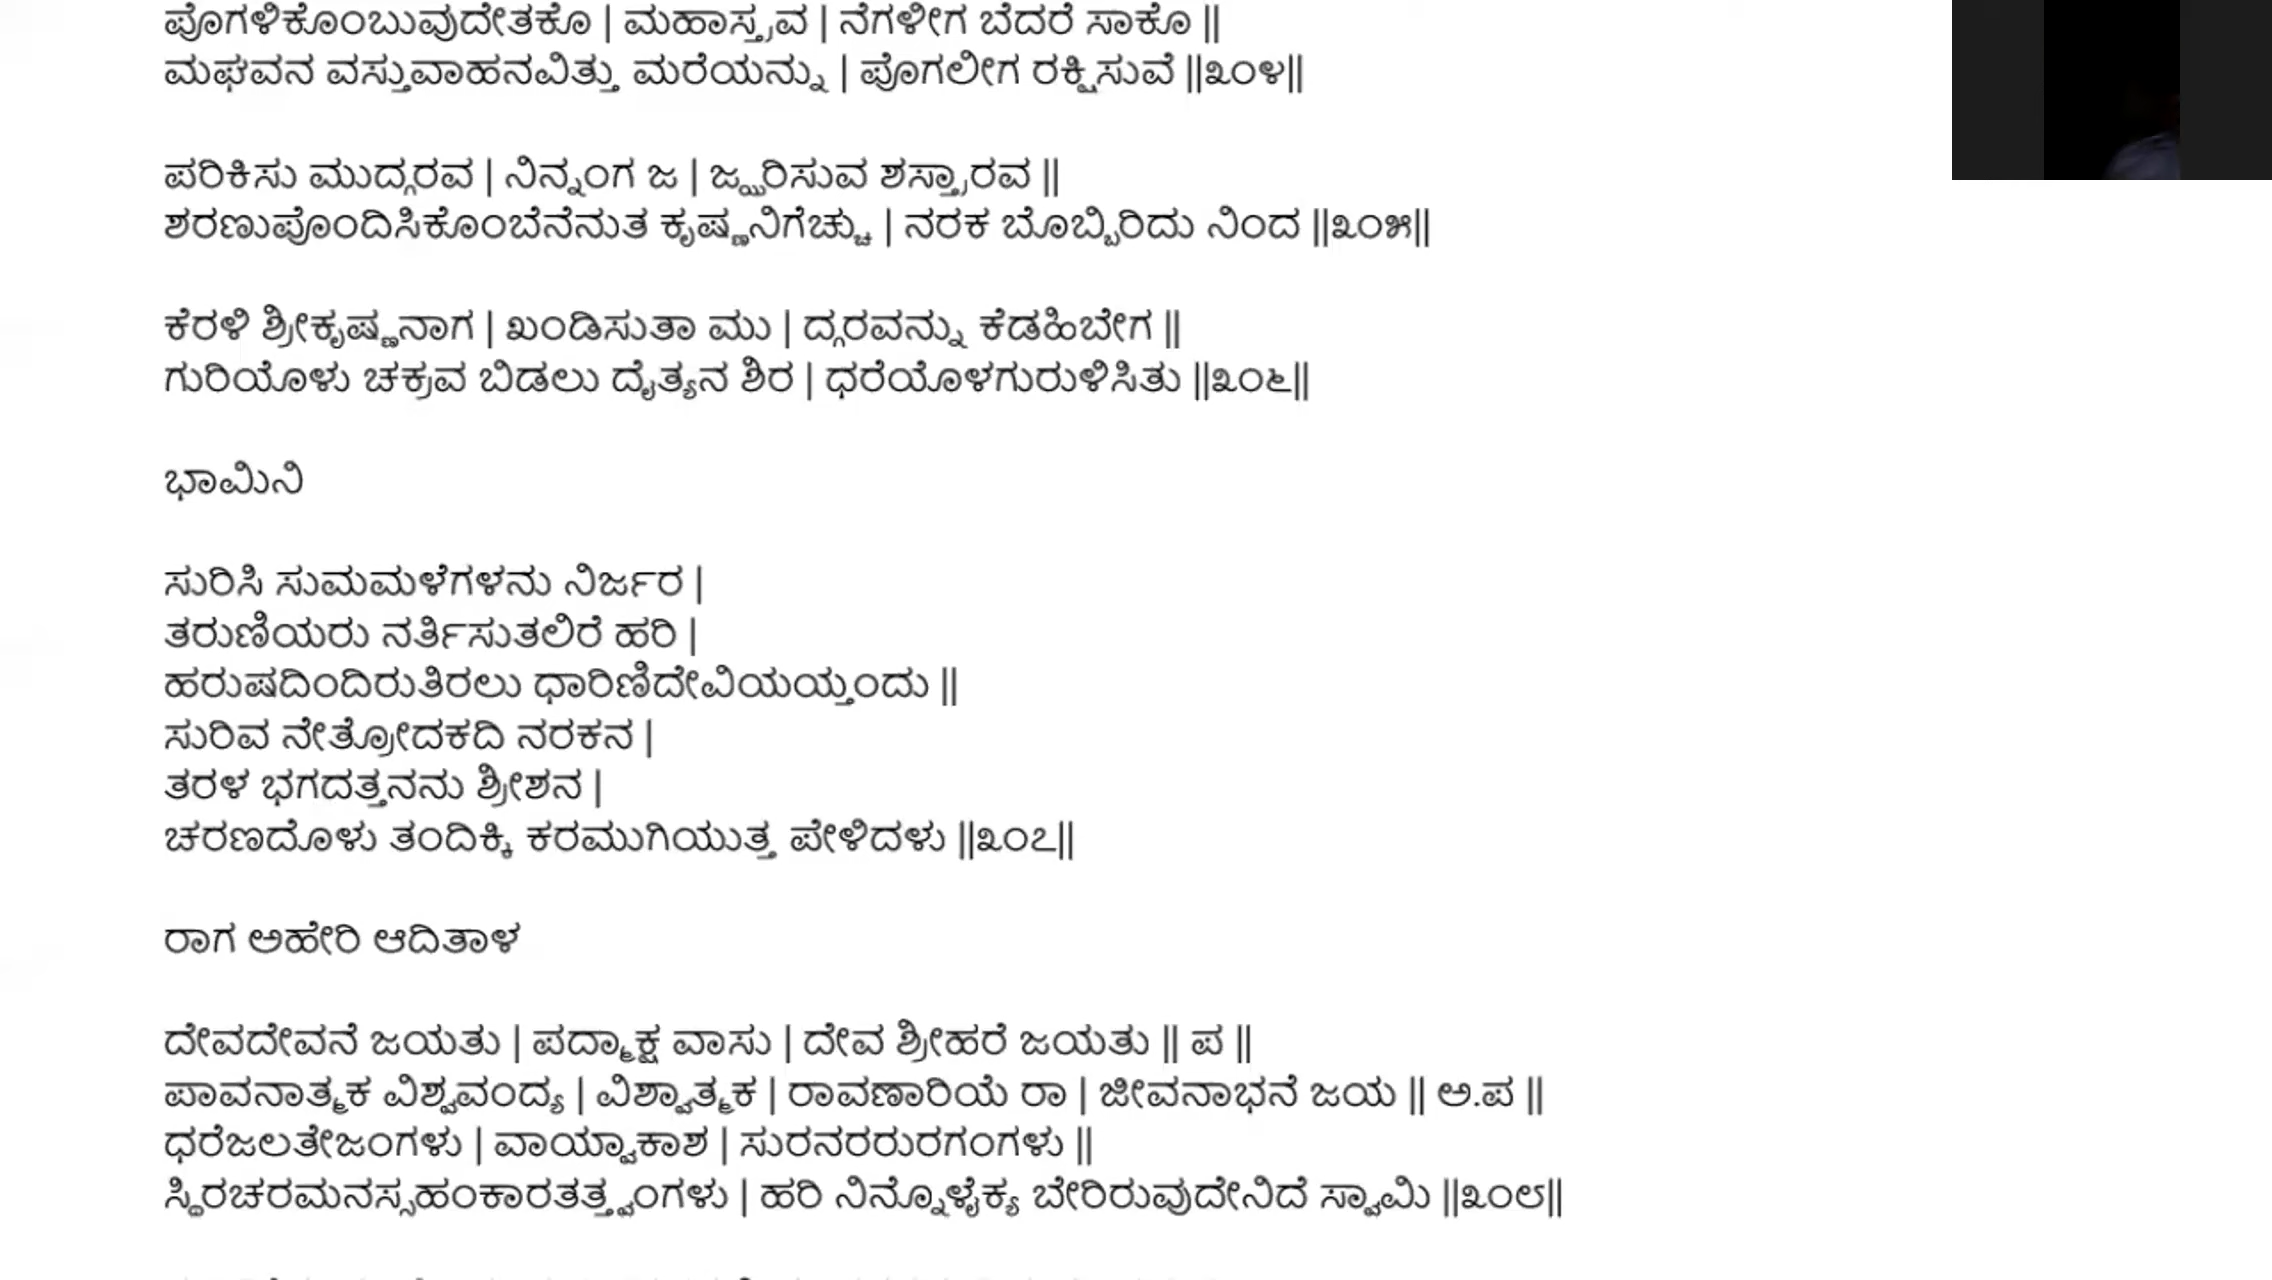 ಪೊಗಳಿಕೊಂಬುವುದೇತಕೊ | ಮಹಾಸ್ತ್ರವ | ನೆಗಳೀಗ ಬೆದರೆ ಸಾಕೊ ||
ಮಘವನ ವಸ್ತುವಾಹನವಿತ್ತು ಮರೆಯನ್ನು | ಪೊಗಲೀಗ ರಕ್ಷಿಸುವೆ ||೩೦೪||
ಪರಿಕಿಸು ಮುದ್ಗರವ | ನಿನ್ನಂಗ ಜ | ಜ್ಝರಿಸುವ ಶಸ್ತ್ರಾರವ ||
ಶರಣುಪೊಂದಿಸಿಕೊಂಬೆನೆನುತ ಕೃಷ್ಣನಿಗೆಚ್ಚು | ನರಕ ಬೊಬ್ಬಿರಿದು ನಿಂದ ||೩೦೫||
ಕೆರಳಿ ಶ್ರೀಕೃಷ್ಣನಾಗ | ಖಂಡಿಸುತಾ ಮು | ದ್ಗರವನ್ನು ಕೆಡಹಿಬೇಗ ||
ಗುರಿಯೊಳು ಚಕ್ರವ ಬಿಡಲು ದೈತ್ಯನ ಶಿರ | ಧರೆಯೊಳಗುರುಳಿಸಿತು ||೩೦೬||
ಭಾಮಿನಿ
ಸುರಿಸಿ ಸುಮಮಳೆಗಳನು ನಿರ್ಜರ |
ತರುಣಿಯರು ನರ್ತಿಸುತಲಿರೆ ಹರಿ |
ಹರುಷದಿಂದಿರುತಿರಲು ಧಾರಿಣಿದೇವಿಯಯ್ತಂದು ||
ಸುರಿವ ನೇತ್ರೋದಕದಿ ನರಕನ |
ತರಳ ಭಗದತ್ತನನು ಶ್ರೀಶನ |
ಚರಣದೊಳು ತಂದಿಕ್ಕಿ ಕರಮುಗಿಯುತ್ತ ಪೇಳಿದಳು ||೩೦೭||
ರಾಗ ಅಹೇರಿ ಆದಿತಾಳ
ದೇವದೇವನೆ ಜಯತು | ಪದ್ಮಾಕ್ಷ ವಾಸು | ದೇವ ಶ್ರೀಹರೆ ಜಯತು || ಪ ||
ಪಾವನಾತ್ಮಕ ವಿಶ್ವವಂದ್ಯ | ವಿಶ್ವಾತ್ಮಕ | ರಾವಣಾರಿಯೆ ರಾ | ಜೀವನಾಭನೆ ಜಯ || ಅ.ಪ ||
ಧರೆಜಲತೇಜಂಗಳು | ವಾಯ್ವಾಕಾಶ | ಸುರನರರುರಗಂಗಳು ||
ಸ್ಥಿರಚರಮನಸ್ಸಹಂಕಾರತತ್ತ್ವಂಗಳು | ಹರಿ ನಿನ್ನೊಳೈಕ್ಯ ಬೇರಿರುವುದೇನಿದೆ ಸ್ವಾಮಿ ||೩೦೮||